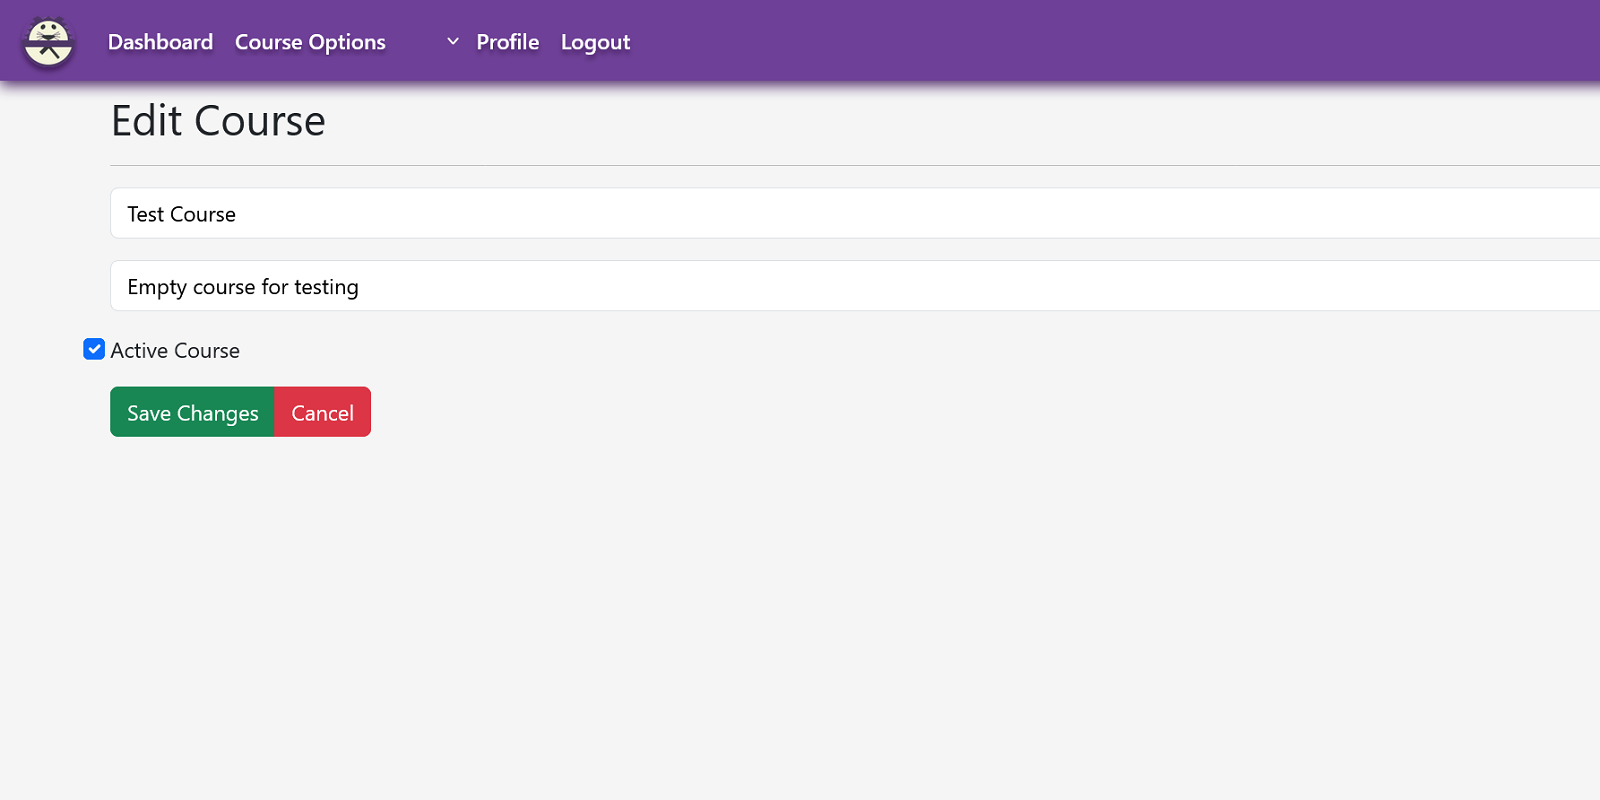 Dashboard Course Options Profile Logout
Edit Course
Test Course
Empty course for testing
Active Course
Save Changes Cancel